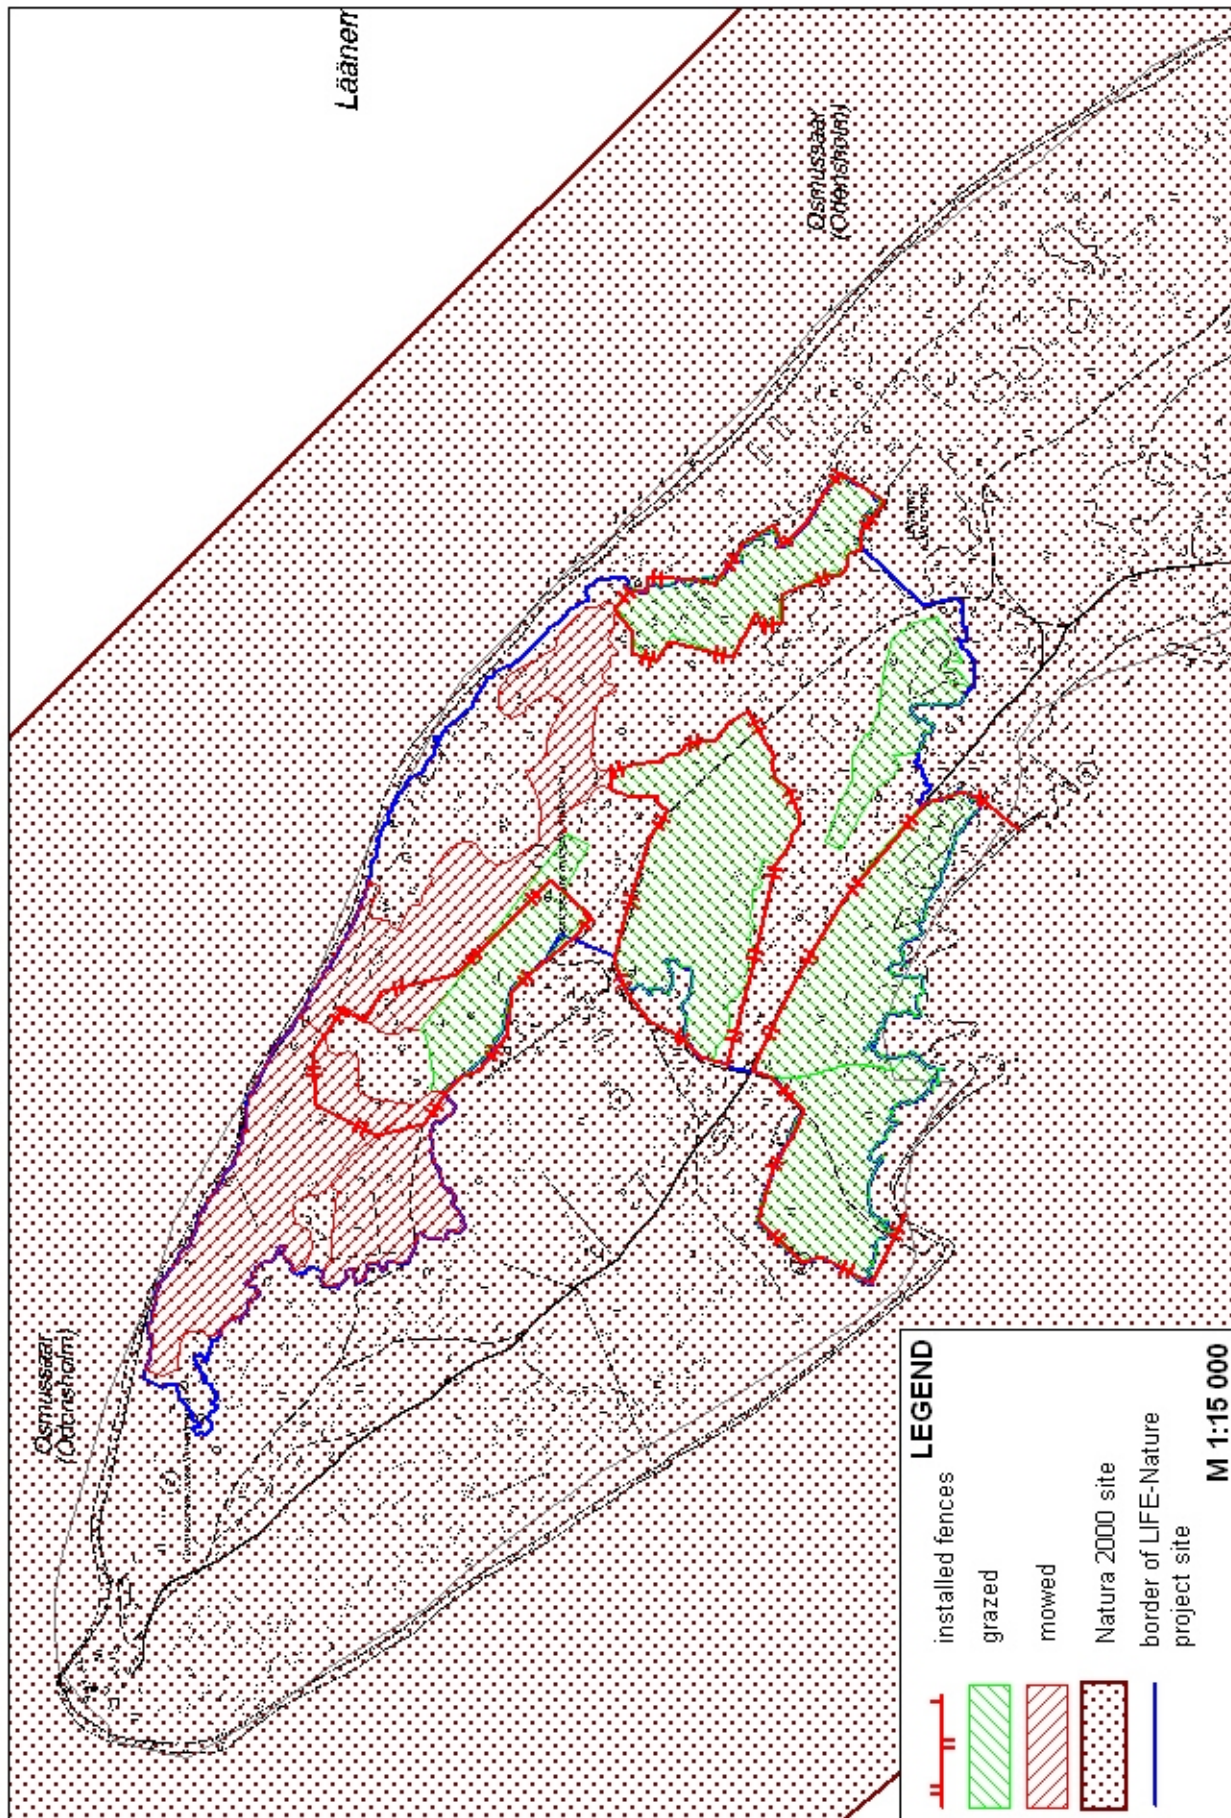 Läänem
Osmussaar
(Odensholm)
Osmussaar
(Odensholm)
LEGEND
installed fences
grazed
mowed
Natura 2000 site
border of LIFE-Nature
project site
M 1:15 000